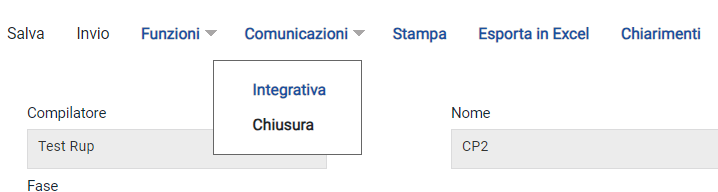 Salva Invio Funzioni Comunicazioni Stampa Esporta in Excel Chiarimenti
Integrativa
Chiusura
Compilatore Nome
Test Rup CP2
Fase